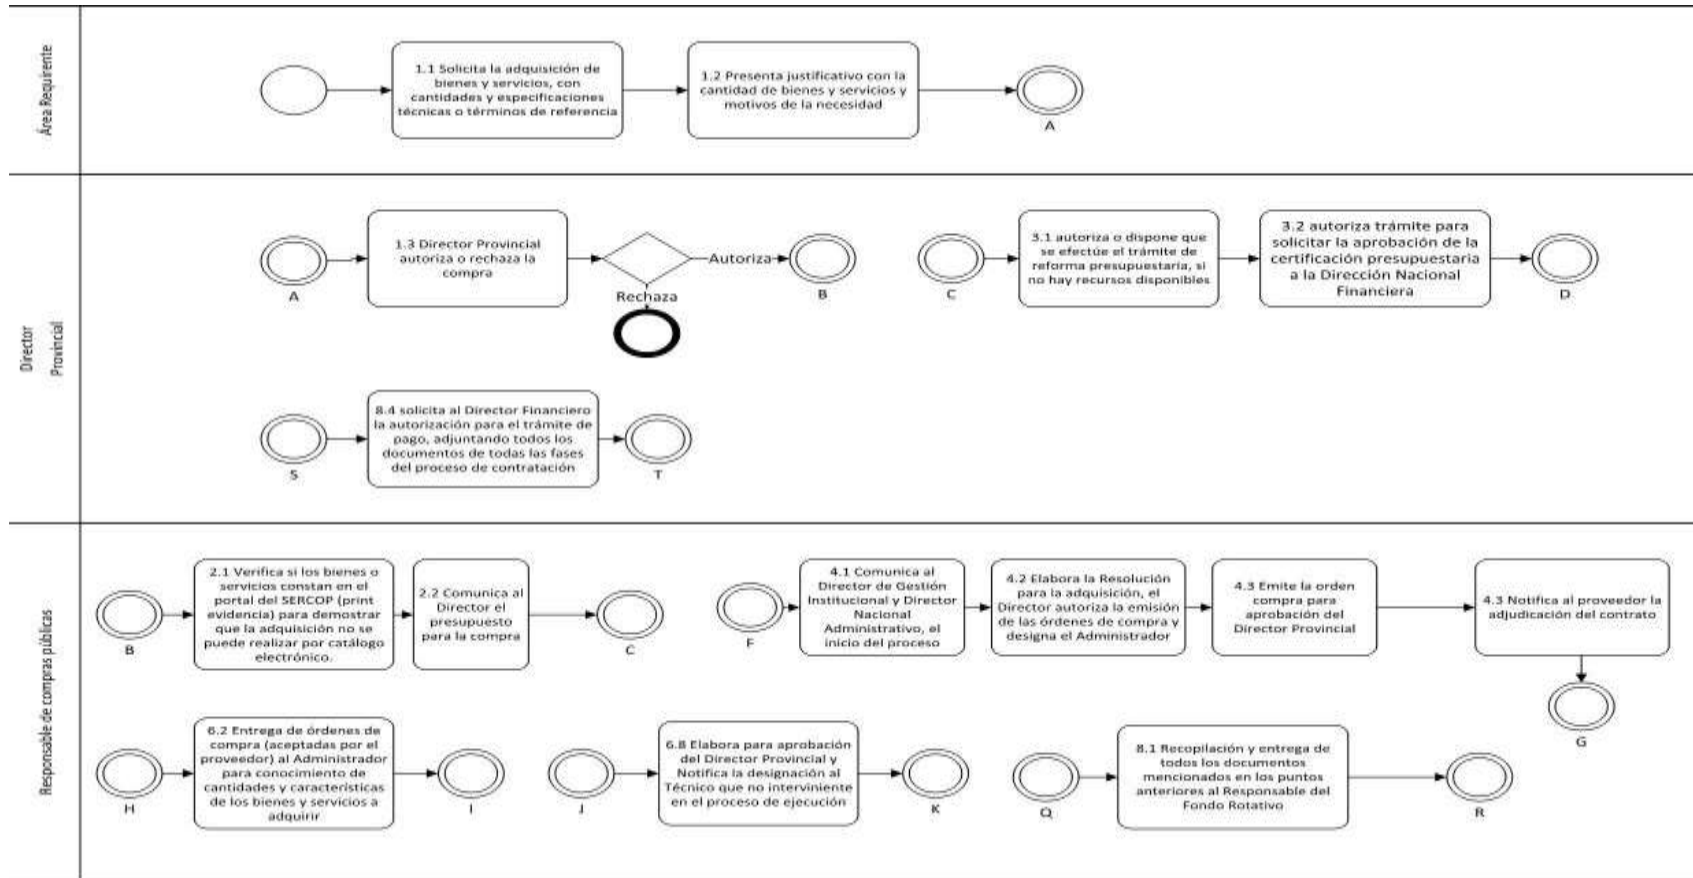 Área Requirente
1.1 Solicita la adquisición de
bienes y servicios, con
cantidades y especificaciones
técnicas o términos de referencia
1.2 Presenta justificativo con la
cantidad de bienes y servicios y
motivos de la necesidad
A
Director
Provincial
A
1.3 Director Provincial
autoriza o rechaza la
compra
Autoriza
Rechaza
B
C
3.1 autoriza o dispone que
se efectúe el trámite de
reforma presupuestaria, si
no hay recursos disponibles
3.2 autoriza trámite para
solicitar la aprobación de la
certificación presupuestaria
a la Dirección Nacional
Financiera
D
S
8.4 solicita al Director Financiero
la autorización para el trámite de
pago, adjuntando todos los
documentos de todas las fases
del proceso de contratación
T
Responsable de compras públicas
B
2.1 Verifica si los bienes o
servicios constan en el
portal del SERCOP (print
evidencia) para demostrar
que la adquisición no se
puede realizar por catálogo
electrónico.
2.2 Comunica al
Director el
presupuesto
para la compra
C
F
4.1 Comunica al
Director de Gestión
Institucional y Director
Nacional
Administrativo, el
inicio del proceso
4.2 Elabora la Resolución
para la adquisición, el
Director autoriza la emisión
de las órdenes de compra y
designa el Administrador
4.3 Emite la orden
compra para
aprobación del
Director Provincial
4.3 Notifica al proveedor la
adjudicación del contrato
G
H
6.2 Entrega de órdenes de
compra (aceptadas por el
proveedor) al Administrador
para conocimiento de
cantidades y características
de los bienes y servicios a
adquirir
I
J
6.8 Elabora para aprobación
del Director Provincial y
Notifica la designación al
Técnico que no interviniente
en el proceso de ejecución
K
Q
8.1 Recopilación y entrega de
todos los documentos
mencionados en los puntos
anteriores al Responsable del
Fondo Rotativo
R